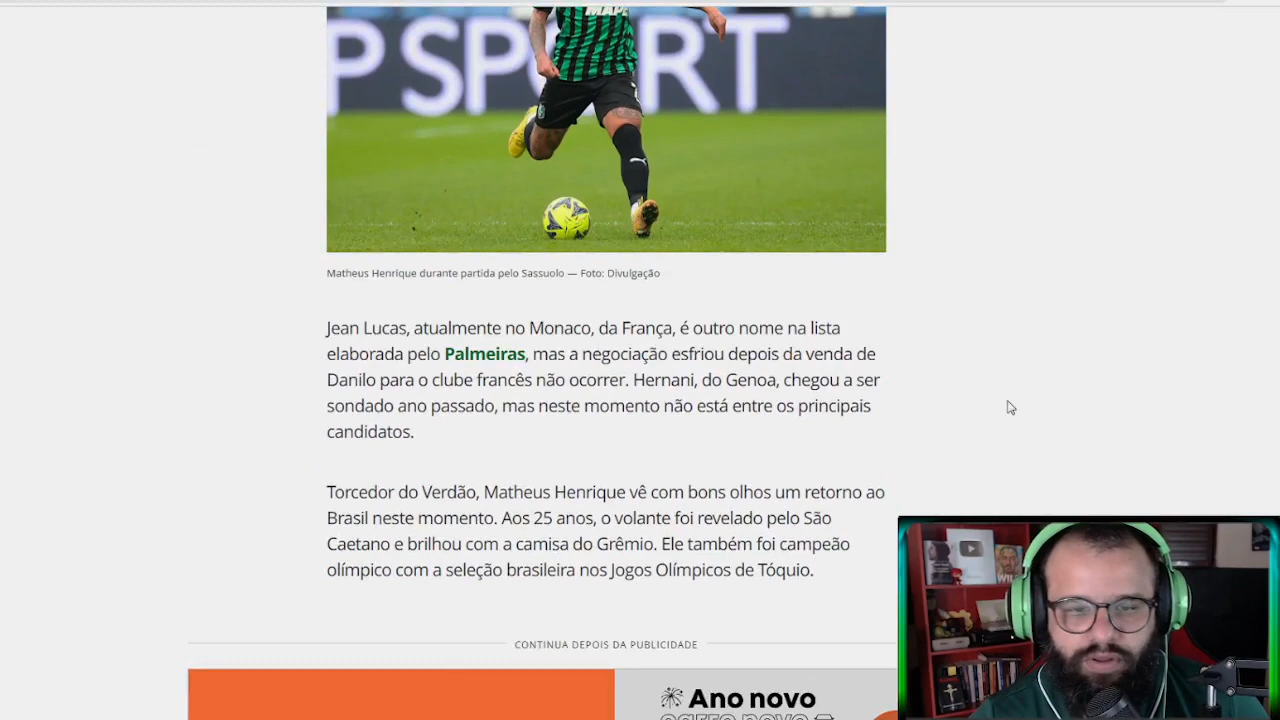 P SPORT
MAPEI
Matheus Henrique durante partida pelo Sassuolo — Foto: Divulgação
Jean Lucas, atualmente no Monaco, da França, é outro nome na lista
elaborada pelo Palmeiras, mas a negociação esfriou depois da venda de
Danilo para o clube francês não ocorrer. Hernani, do Genoa, chegou a ser
sondado ano passado, mas neste momento não está entre os principais
candidatos.
Torcedor do Verdão, Matheus Henrique vê com bons olhos um retorno ao
Brasil neste momento. Aos 25 anos, o volante foi revelado pelo São
Caetano e brilhou com a camisa do Grêmio. Ele também foi campeão
olímpico com a seleção brasileira nos Jogos Olímpicos de Tóquio.
CONTINUA DEPOIS DA PUBLICIDADE
Ano novo
carro novo